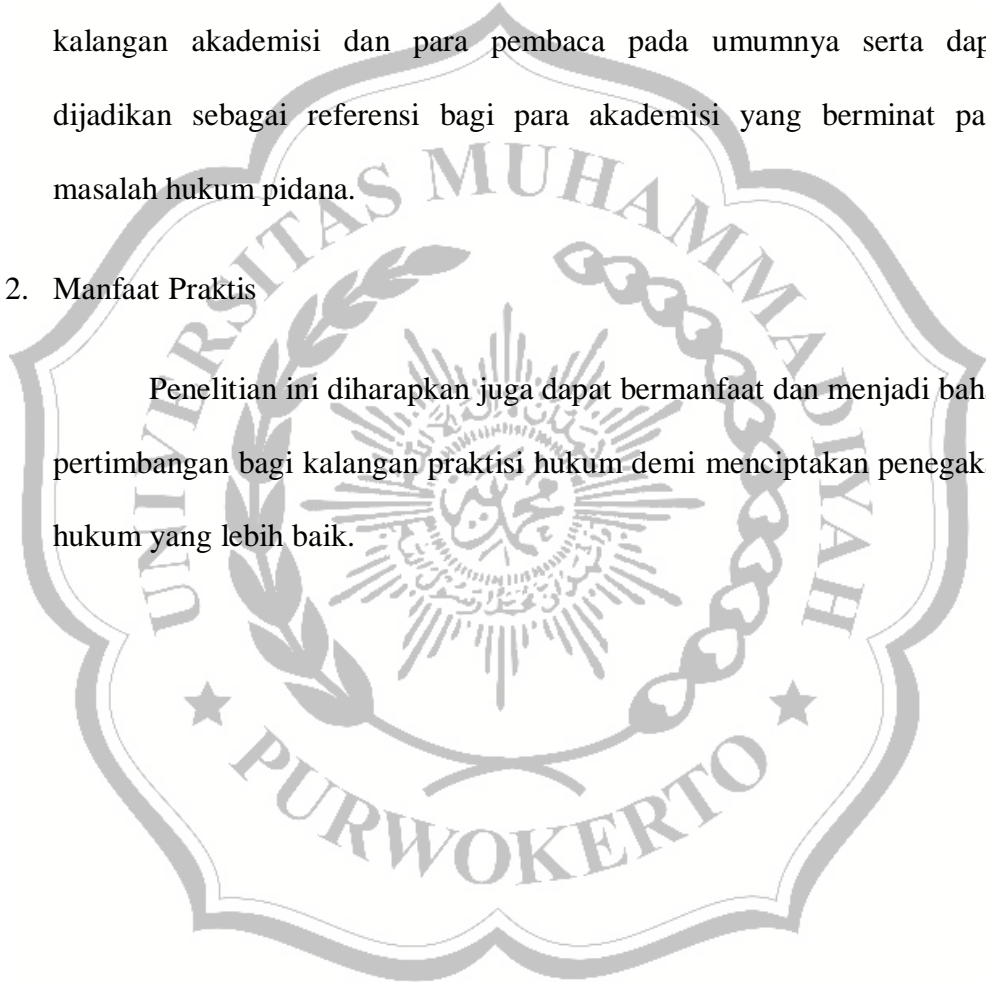 kalangan akademisi dan para pembaca pada umumnya serta dap
dijadikan sebagai referensi bagi para akademisi yang berminat pa
masalah hukum pidana.
2. Manfaat Praktis
Penelitian ini diharapkan juga dapat bermanfaat dan menjadi bah
pertimbangan bagi kalangan praktisi hukum demi menciptakan penegak
hukum yang lebih baik.
UNIVERSITAS MUHAMMADIYAH
PURWOKERTO